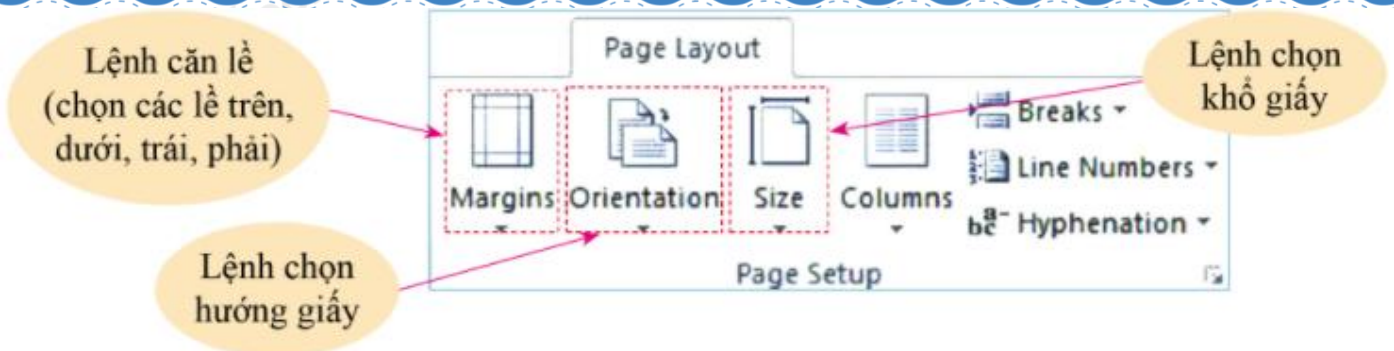 Lệnh căn lề
(chọn các lề trên,
dưới, trái, phải)
Page Layout
Lệnh chọn
khổ giấy
Margins
Orientation
Size
Columns
Breaks
Line Numbers
Hyphenation
Page Setup
Lệnh chọn
hướng giấy